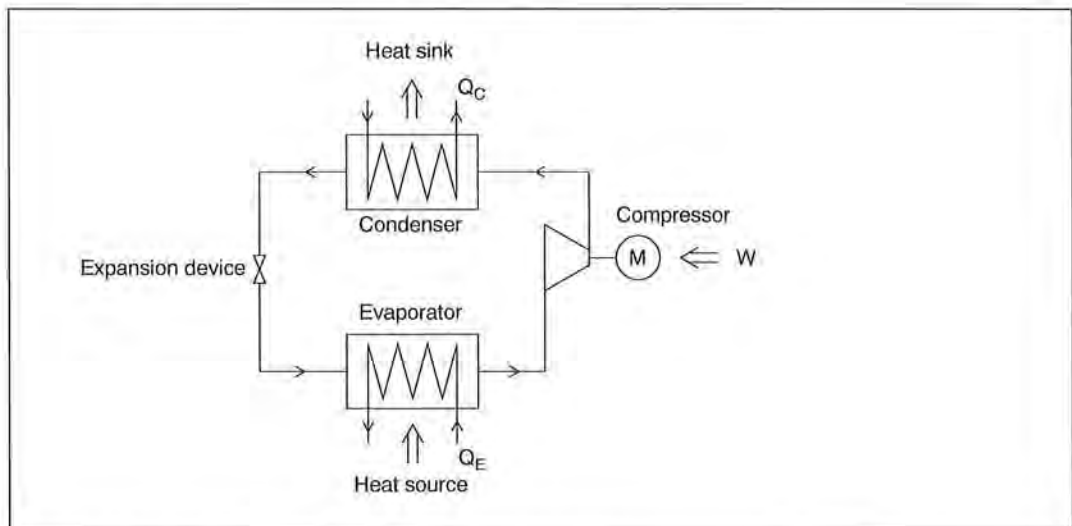 Heat sink
Q_C
Condenser
Compressor
M
W
Expansion device
Evaporator
Q_E
Heat source